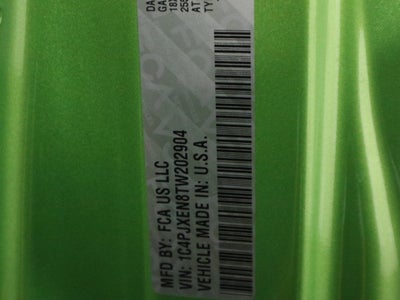 MFD BY: FCA US LLC
VIN: 1C4PJXEN8TW202904
VEHICLE MADE IN: U.S.A.